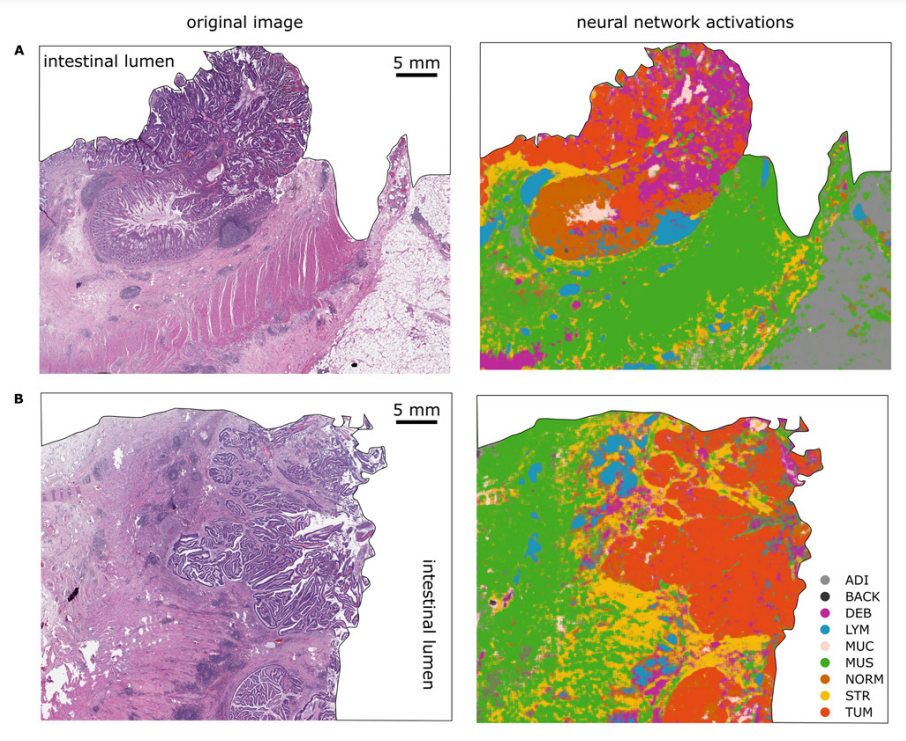 original image
neural network activations
A
intestinal lumen
5 mm
B
5 mm
intestinal lumen
ADI
BACK
DEB
LYM
MUC
MUS
NORM
STR
TUM